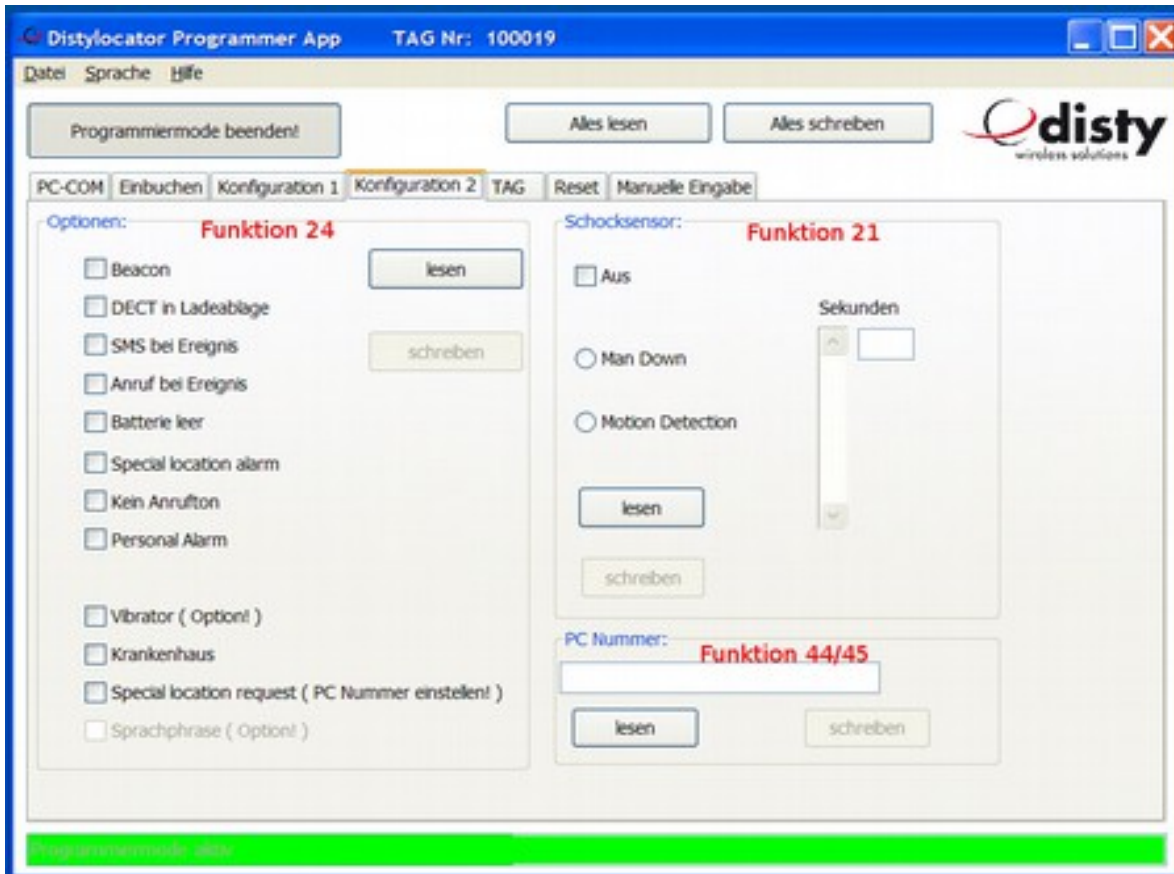 Distylocator Programmer App TAG Nr: 100019
Datei Sprache Hilfe
Programmiermode beenden!
Alles lesen
Alles schreiben
disty
wireless solutions
PC-COM Einbuchen Konfiguration 1 Konfiguration 2 TAG Reset Manuelle Eingabe
Optionen:
Funktion 24
Beacon
lesen
DECT in Ladeablage
SMS bei Ereignis
schreiben
Anruf bei Ereignis
Batterie leer
Special location alarm
Kein Anrufton
Personal Alarm
Vibrator ( Option! )
Krankenhaus
Special location request ( PC Nummer einstellen! )
Sprachphrase ( Option! )
Schocksensor:
Funktion 21
Aus
Sekunden
Man Down
Motion Detection
lesen
schreiben
PC Nummer:
Funktion 44/45
lesen
schreiben
Programmiermode aktiv